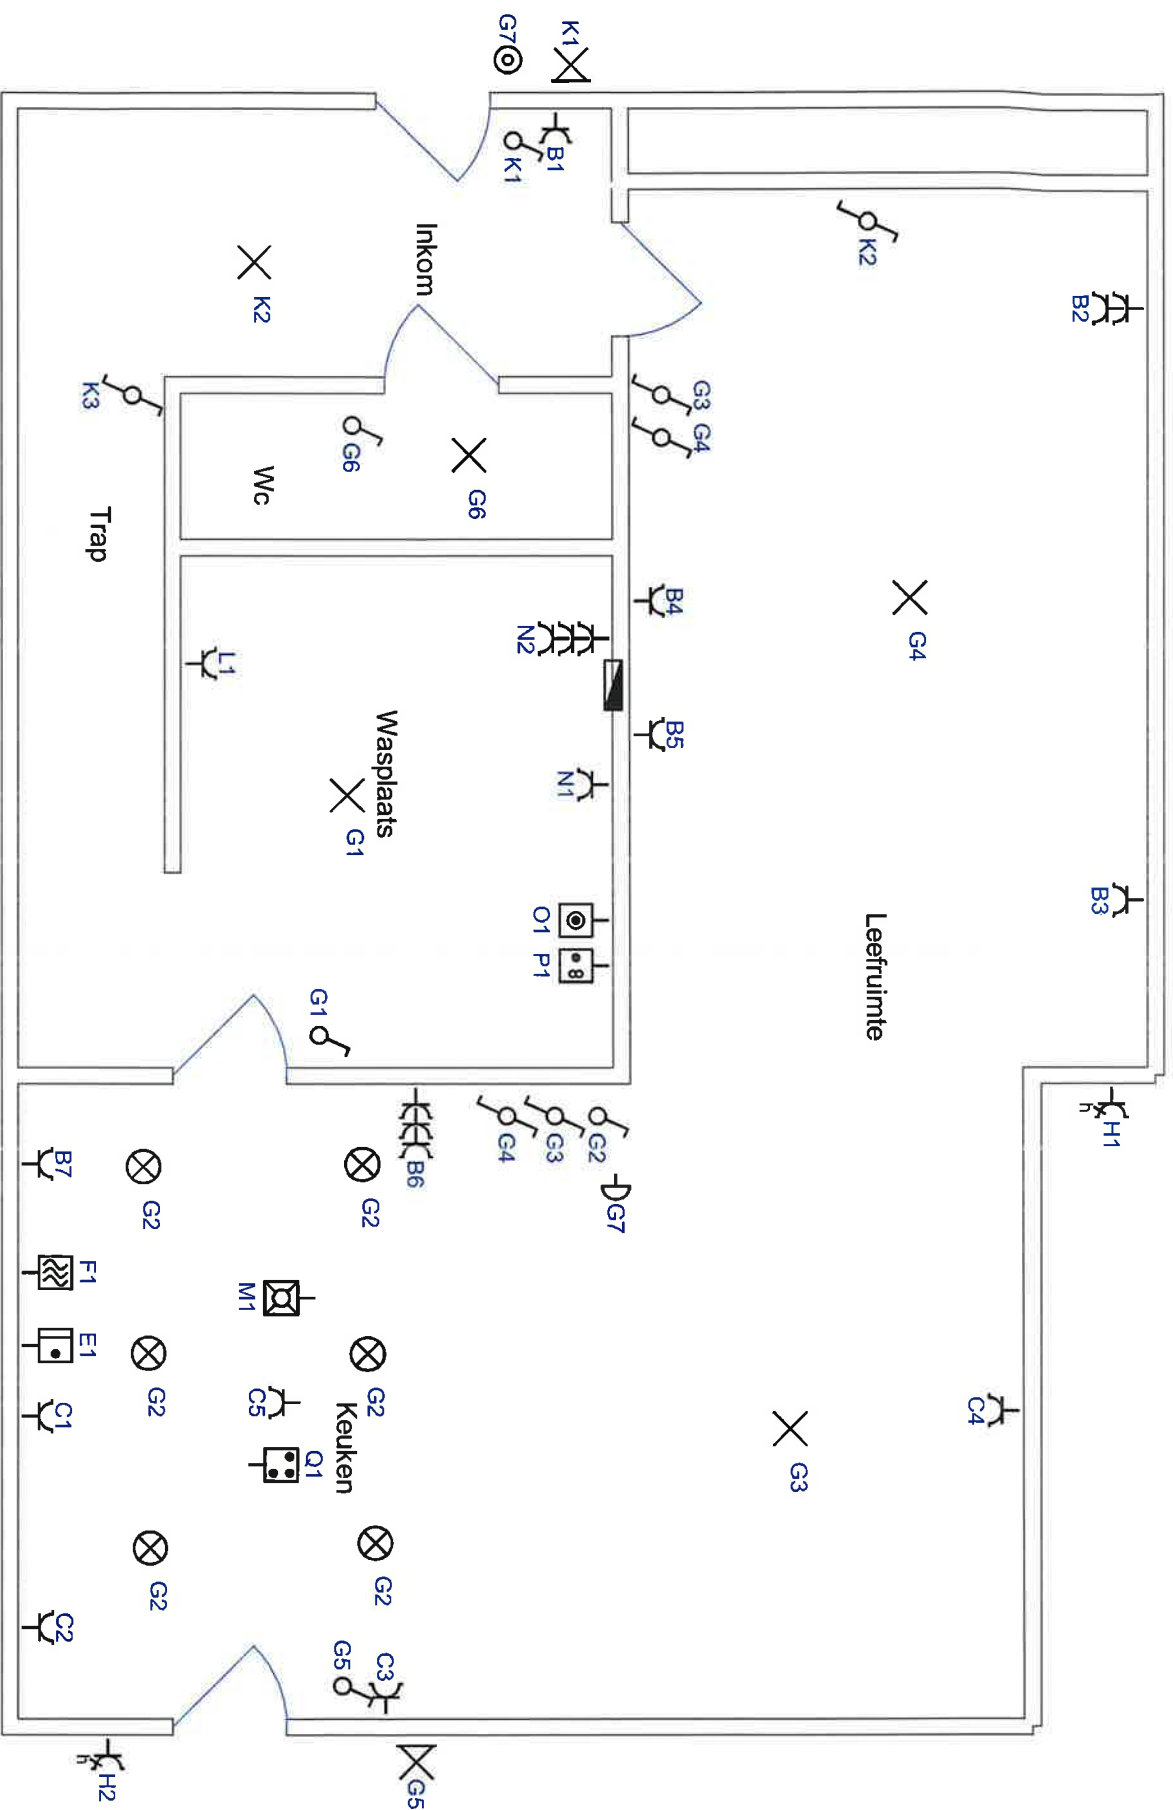 H1
h
B3
B2
C4
G4
Leefruimte
K2
G3
G3
G4
B4
B5
G7
G2
K1
N1
B1
G3
O1
P1
N2
K1
G7
G4
G6
Inkom
B6
G5
Wasplaats
C3
G2
G2
G2
G1
G6
Keuken
G5
G1
Q1
Wc
K2
C5
M1
L1
G2
G2
G2
H2
h
Trap
K3
F1
E1
B7
C1
C2